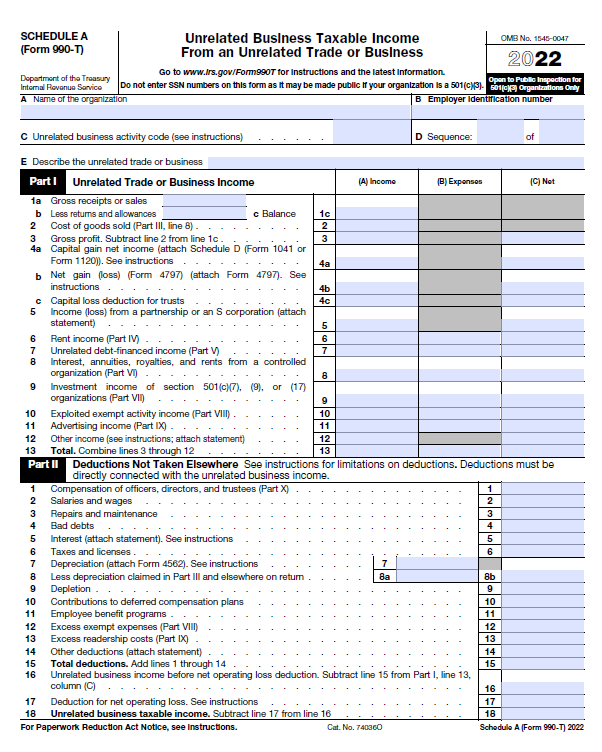 SCHEDULE A
(Form 990-T)
Department of the Treasury
Internal Revenue Service
Unrelated Business Taxable Income
From an Unrelated Trade or Business
Go to www.irs.gov/Form990T for instructions and the latest information.
Do not enter SSN numbers on this form as it may be made public if your organization is a 501(c)(3).
OMB No. 1545-0047
2022
Open to Public Inspection for
501(c)(3) Organizations Only
A Name of the organization
B Employer identification number
C Unrelated business activity code (see instructions) . . . . . .
D Sequence: of
E Describe the unrelated trade or business
Part I Unrelated Trade or Business Income (A) Income (B) Expenses (C) Net
1a Gross receipts or sales
b Less returns and allowances c Balance 1c
2 Cost of goods sold (Part III, line 8) . . . . . . . . . 2
3 Gross profit. Subtract line 2 from line 1c . . . . . . . 3
4a Capital gain net income (attach Schedule D (Form 1041 or
Form 1120)). See instructions . . . . . . . . . 4a
b Net gain (loss) (Form 4797) (attach Form 4797). See
instructions . . . . . . . . . . . . . . . 4b
c Capital loss deduction for trusts . . . . . . . . . 4c
5 Income (loss) from a partnership or an S corporation (attach
statement) . . . . . . . . . . . . . . . 5
6 Rent income (Part IV) . . . . . . . . . . . . 6
7 Unrelated debt-financed income (Part V) . . . . . . 7
8 Interest, annuities, royalties, and rents from a controlled
organization (Part VI) . . . . . . . . . . . . 8
9 Investment income of section 501(c)(7), (9), or (17)
organizations (Part VII) . . . . . . . . . . . 9
10 Exploited exempt activity income (Part VIII) . . . . . . 10
11 Advertising income (Part IX) . . . . . . . . . . 11
12 Other income (see instructions; attach statement) . . . . 12
13 Total. Combine lines 3 through 12 . . . . . . . . 13
Part II Deductions Not Taken Elsewhere See instructions for limitations on deductions. Deductions must be
directly connected with the unrelated business income.
1 Compensation of officers, directors, and trustees (Part X) . . . . . . . . . . . . . . 1
2 Salaries and wages . . . . . . . . . . . . . . . . . . . . . . . . 2
3 Repairs and maintenance . . . . . . . . . . . . . . . . . . . . . . 3
4 Bad debts . . . . . . . . . . . . . . . . . . . . . . . . . . . 4
5 Interest (attach statement). See instructions . . . . . . . . . . . . . . . . . 5
6 Taxes and licenses . . . . . . . . . . . . . . . . . . . . . . . . 6
7 Depreciation (attach Form 4562). See instructions . . . . . . . . 7
8 Less depreciation claimed in Part III and elsewhere on return . . . . . 8a 8b
9 Depletion . . . . . . . . . . . . . . . . . . . . . . . . . . . 9
10 Contributions to deferred compensation plans . . . . . . . . . . . . . . . . 10
11 Employee benefit programs . . . . . . . . . . . . . . . . . . . . . . 11
12 Excess exempt expenses (Part VIII) . . . . . . . . . . . . . . . . . . . 12
13 Excess readership costs (Part IX) . . . . . . . . . . . . . . . . . . . . 13
14 Other deductions (attach statement) . . . . . . . . . . . . . . . . . . . 14
15 Total deductions. Add lines 1 through 14 . . . . . . . . . . . . . . . . . 15
16 Unrelated business income before net operating loss deduction. Subtract line 15 from Part I, line 13,
column (C) . . . . . . . . . . . . . . . . . . . . . . . . . . . 16
17 Deduction for net operating loss. See instructions . . . . . . . . . . . . . . . 17
18 Unrelated business taxable income. Subtract line 17 from line 16 . . . . . . . . . . 18
For Paperwork Reduction Act Notice, see instructions. Cat. No. 74036O Schedule A (Form 990-T) 2022